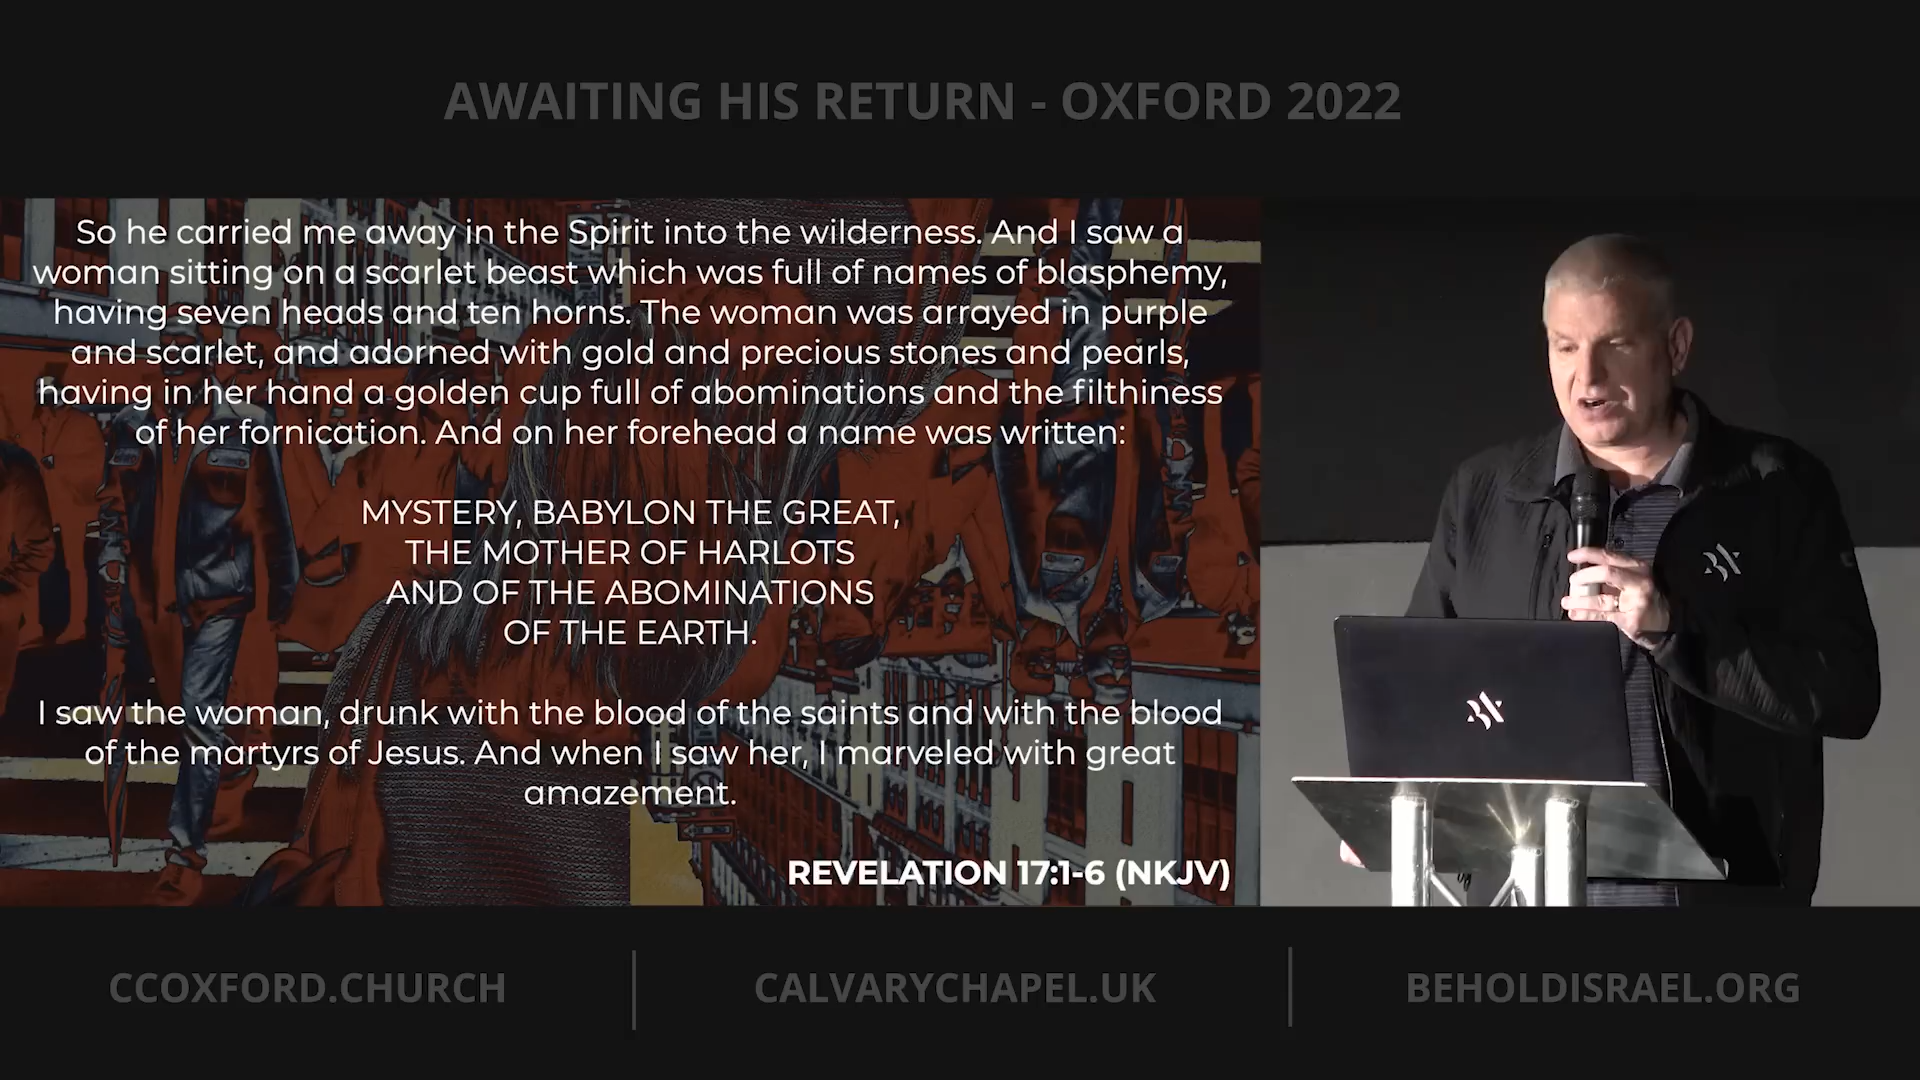 AWAITING HIS RETURN - OXFORD 2022
So he carried me away in the Spirit into the wilderness. And I saw a
woman sitting on a scarlet beast which was full of names of blasphemy,
having seven heads and ten horns. The woman was arrayed in purple
and scarlet, and adorned with gold and precious stones and pearls,
having in her hand a golden cup full of abominations and the filthiness
of her fornication. And on her forehead a name was written:
MYSTERY, BABYLON THE GREAT,
THE MOTHER OF HARLOTS
AND OF THE ABOMINATIONS
OF THE EARTH.
I saw the woman, drunk with the blood of the saints and with the blood
of the martyrs of Jesus. And when I saw her, I marveled with great
amazement.
REVELATION 17:1-6 (NKJV)
CCOXFORD.CHURCH
CALVARYCHAPEL.UK
BEHOLDISRAEL.ORG